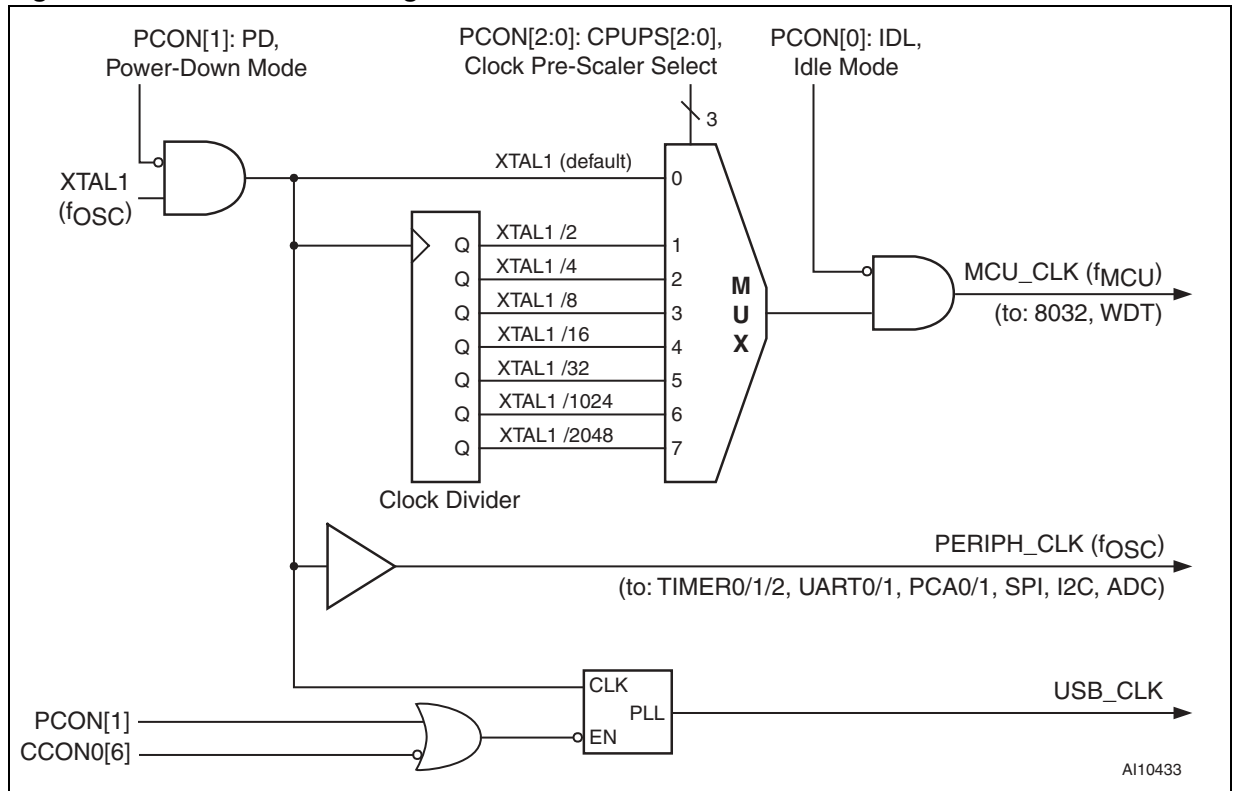 PCON[1]: PD,
Power-Down Mode
PCON[2:0]: CPUPS[2:0],
Clock Pre-Scaler Select
PCON[0]: IDL,
Idle Mode
3
XTAL1
(fOSC)
XTAL1 (default)
0
Q
XTAL1 /2
1
Q
XTAL1 /4
2
Q
XTAL1 /8
3
Q
XTAL1 /16
4
Q
XTAL1 /32
5
Q
XTAL1 /1024
6
Q
XTAL1 /2048
7
M
U
X
Clock Divider
MCU_CLK (fMCU)
(to: 8032, WDT)
PERIPH_CLK (fOSC)
(to: TIMER0/1/2, UART0/1, PCA0/1, SPI, I2C, ADC)
CLK
PLL
EN
USB_CLK
PCON[1]
CCON0[6]
AI10433